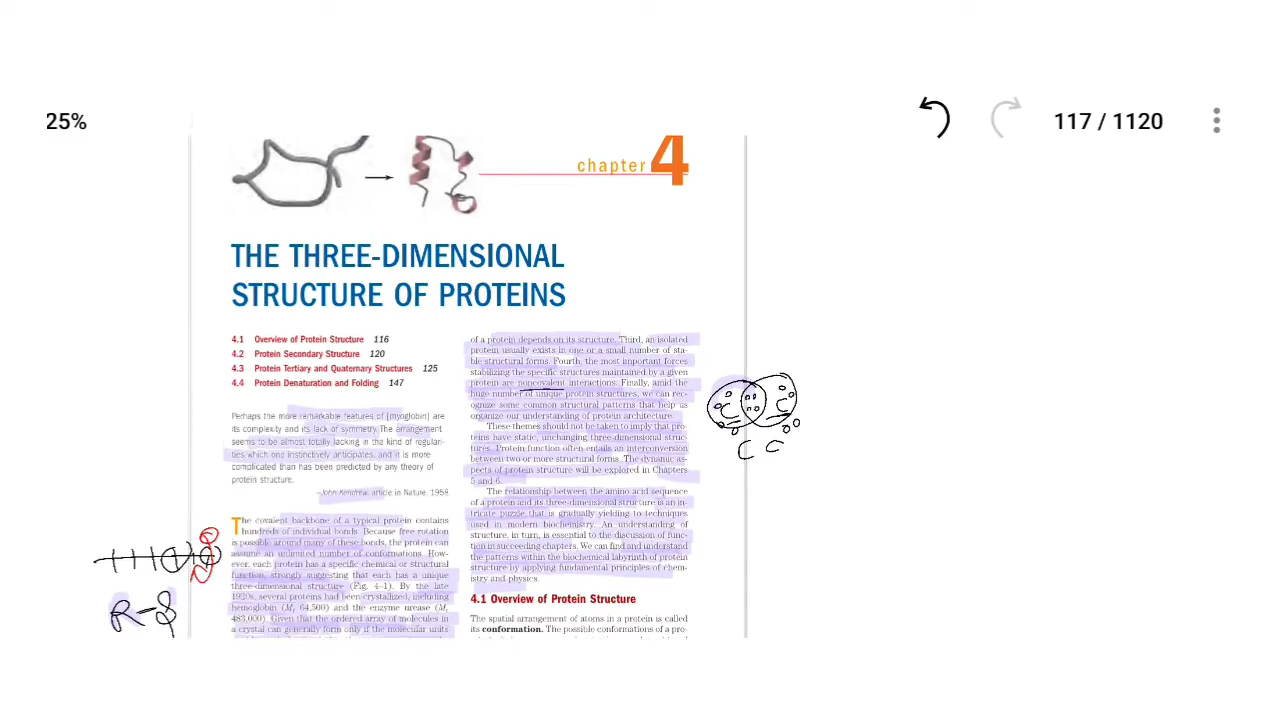 25%
117 / 1120
chapter 4
THE THREE-DIMENSIONAL
STRUCTURE OF PROTEINS
4.1 Overview of Protein Structure 116
4.2 Protein Secondary Structure 120
4.3 Protein Tertiary and Quaternary Structures 125
4.4 Protein Denaturation and Folding 147
Perhaps the more remarkable features of [myoglobin] are
its complexity and its lack of symmetry. The arrangement
seems to be almost totally lacking in the kind of regulari-
ties which one instinctively anticipates, and it is more
complicated than has been predicted by any theory of
protein structure.
–John Kendrew, article in Nature, 1958
The covalent backbone of a typical protein contains
hundreds of individual bonds. Because free rotation
is possible around many of these bonds, the protein can
assume an unlimited number of conformations. How-
ever, each protein has a specific chemical or structural
function, strongly suggesting that each has a unique
three-dimensional structure (Fig. 4–1). By the late
1920s, several proteins had been crystallized, including
hemoglobin (Mr 64,500) and the enzyme urease (Mr
483,000). Given that the ordered array of molecules in
a crystal can generally form only if the molecular units
of a protein depends on its structure. Third, an isolated
protein usually exists in one or a small number of sta-
ble structural forms. Fourth, the most important forces
stabilizing the specific structures maintained by a given
protein are noncovalent interactions. Finally, amid the
huge number of unique protein structures, we can rec-
ognize some common structural patterns that help us
organize our understanding of protein architecture.
These themes should not be taken to imply that pro-
teins have static, unchanging three-dimensional struc-
tures. Protein function often entails an interconversion
between two or more structural forms. The dynamic as-
pects of protein structure will be explored in Chapters
5 and 6.
The relationship between the amino acid sequence
of a protein and its three-dimensional structure is an in-
tricate puzzle that is gradually yielding to techniques
used in modern biochemistry. An understanding of
structure, in turn, is essential to the discussion of func-
tion in succeeding chapters. We can find and understand
the patterns within the biochemical labyrinth of protein
structure by applying fundamental principles of chem-
istry and physics.
4.1 Overview of Protein Structure
The spatial arrangement of atoms in a protein is called
its conformation. The possible conformations of a pro-
C C
C C